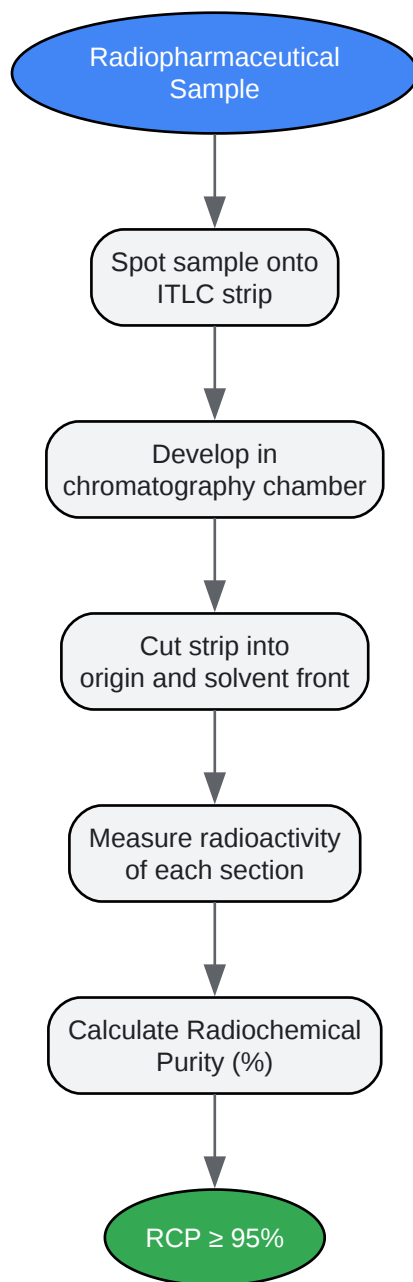 Radiopharmaceutical
Sample
Spot sample onto
ITLC strip
Develop in
chromatography chamber
Cut strip into
origin and solvent front
Measure radioactivity
of each section
Calculate Radiochemical
Purity (%)
RCP ≥ 95%